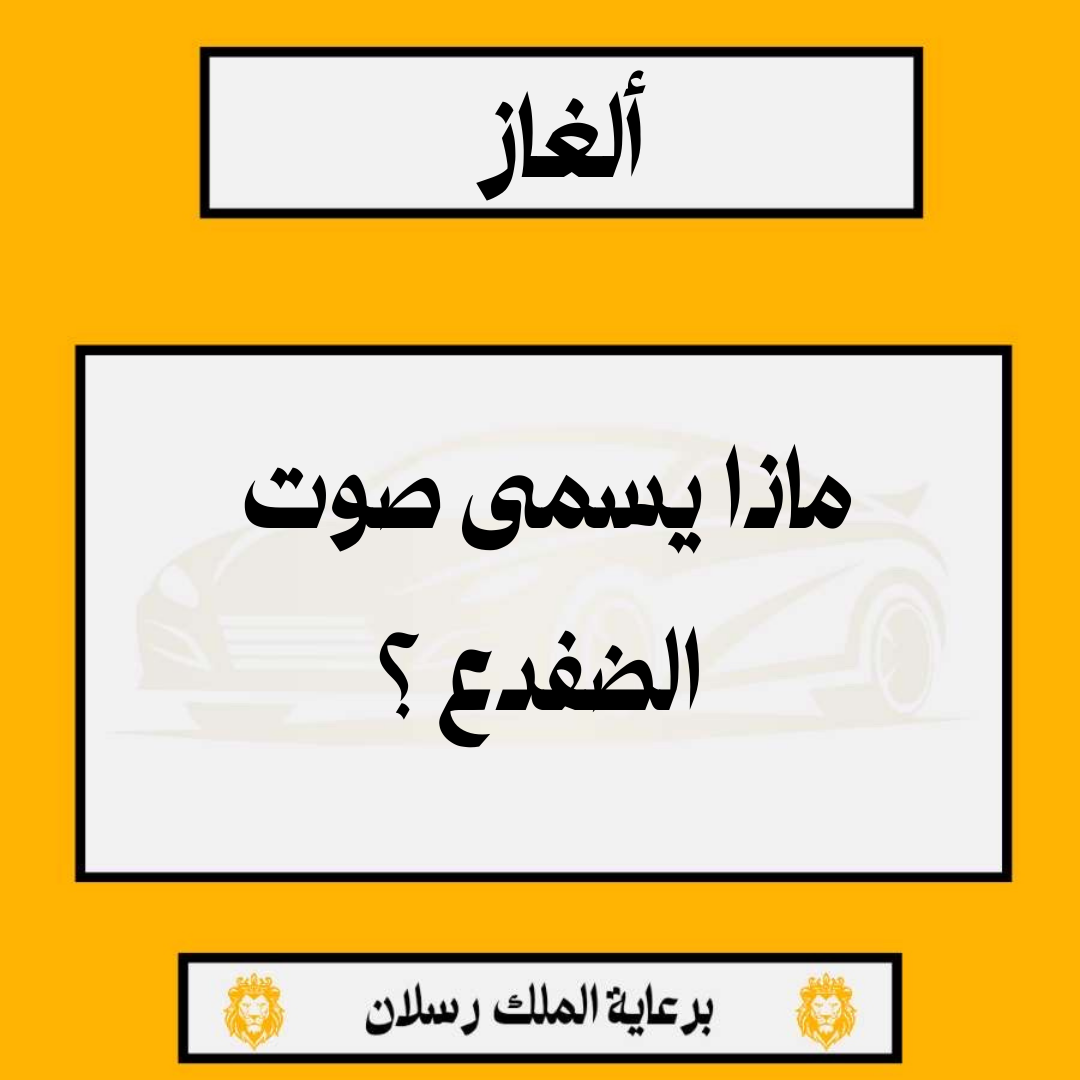 ألغاز
ماذا يسمى صوت
الضفدع ؟
برعاية الملك رسلان